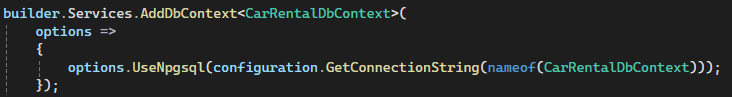 builder.Services.AddDbContext<CarRentalDbContext>(
    options =>
    {
        options.UseNpgsql(configuration.GetConnectionString(nameof(CarRentalDbContext)));
    });